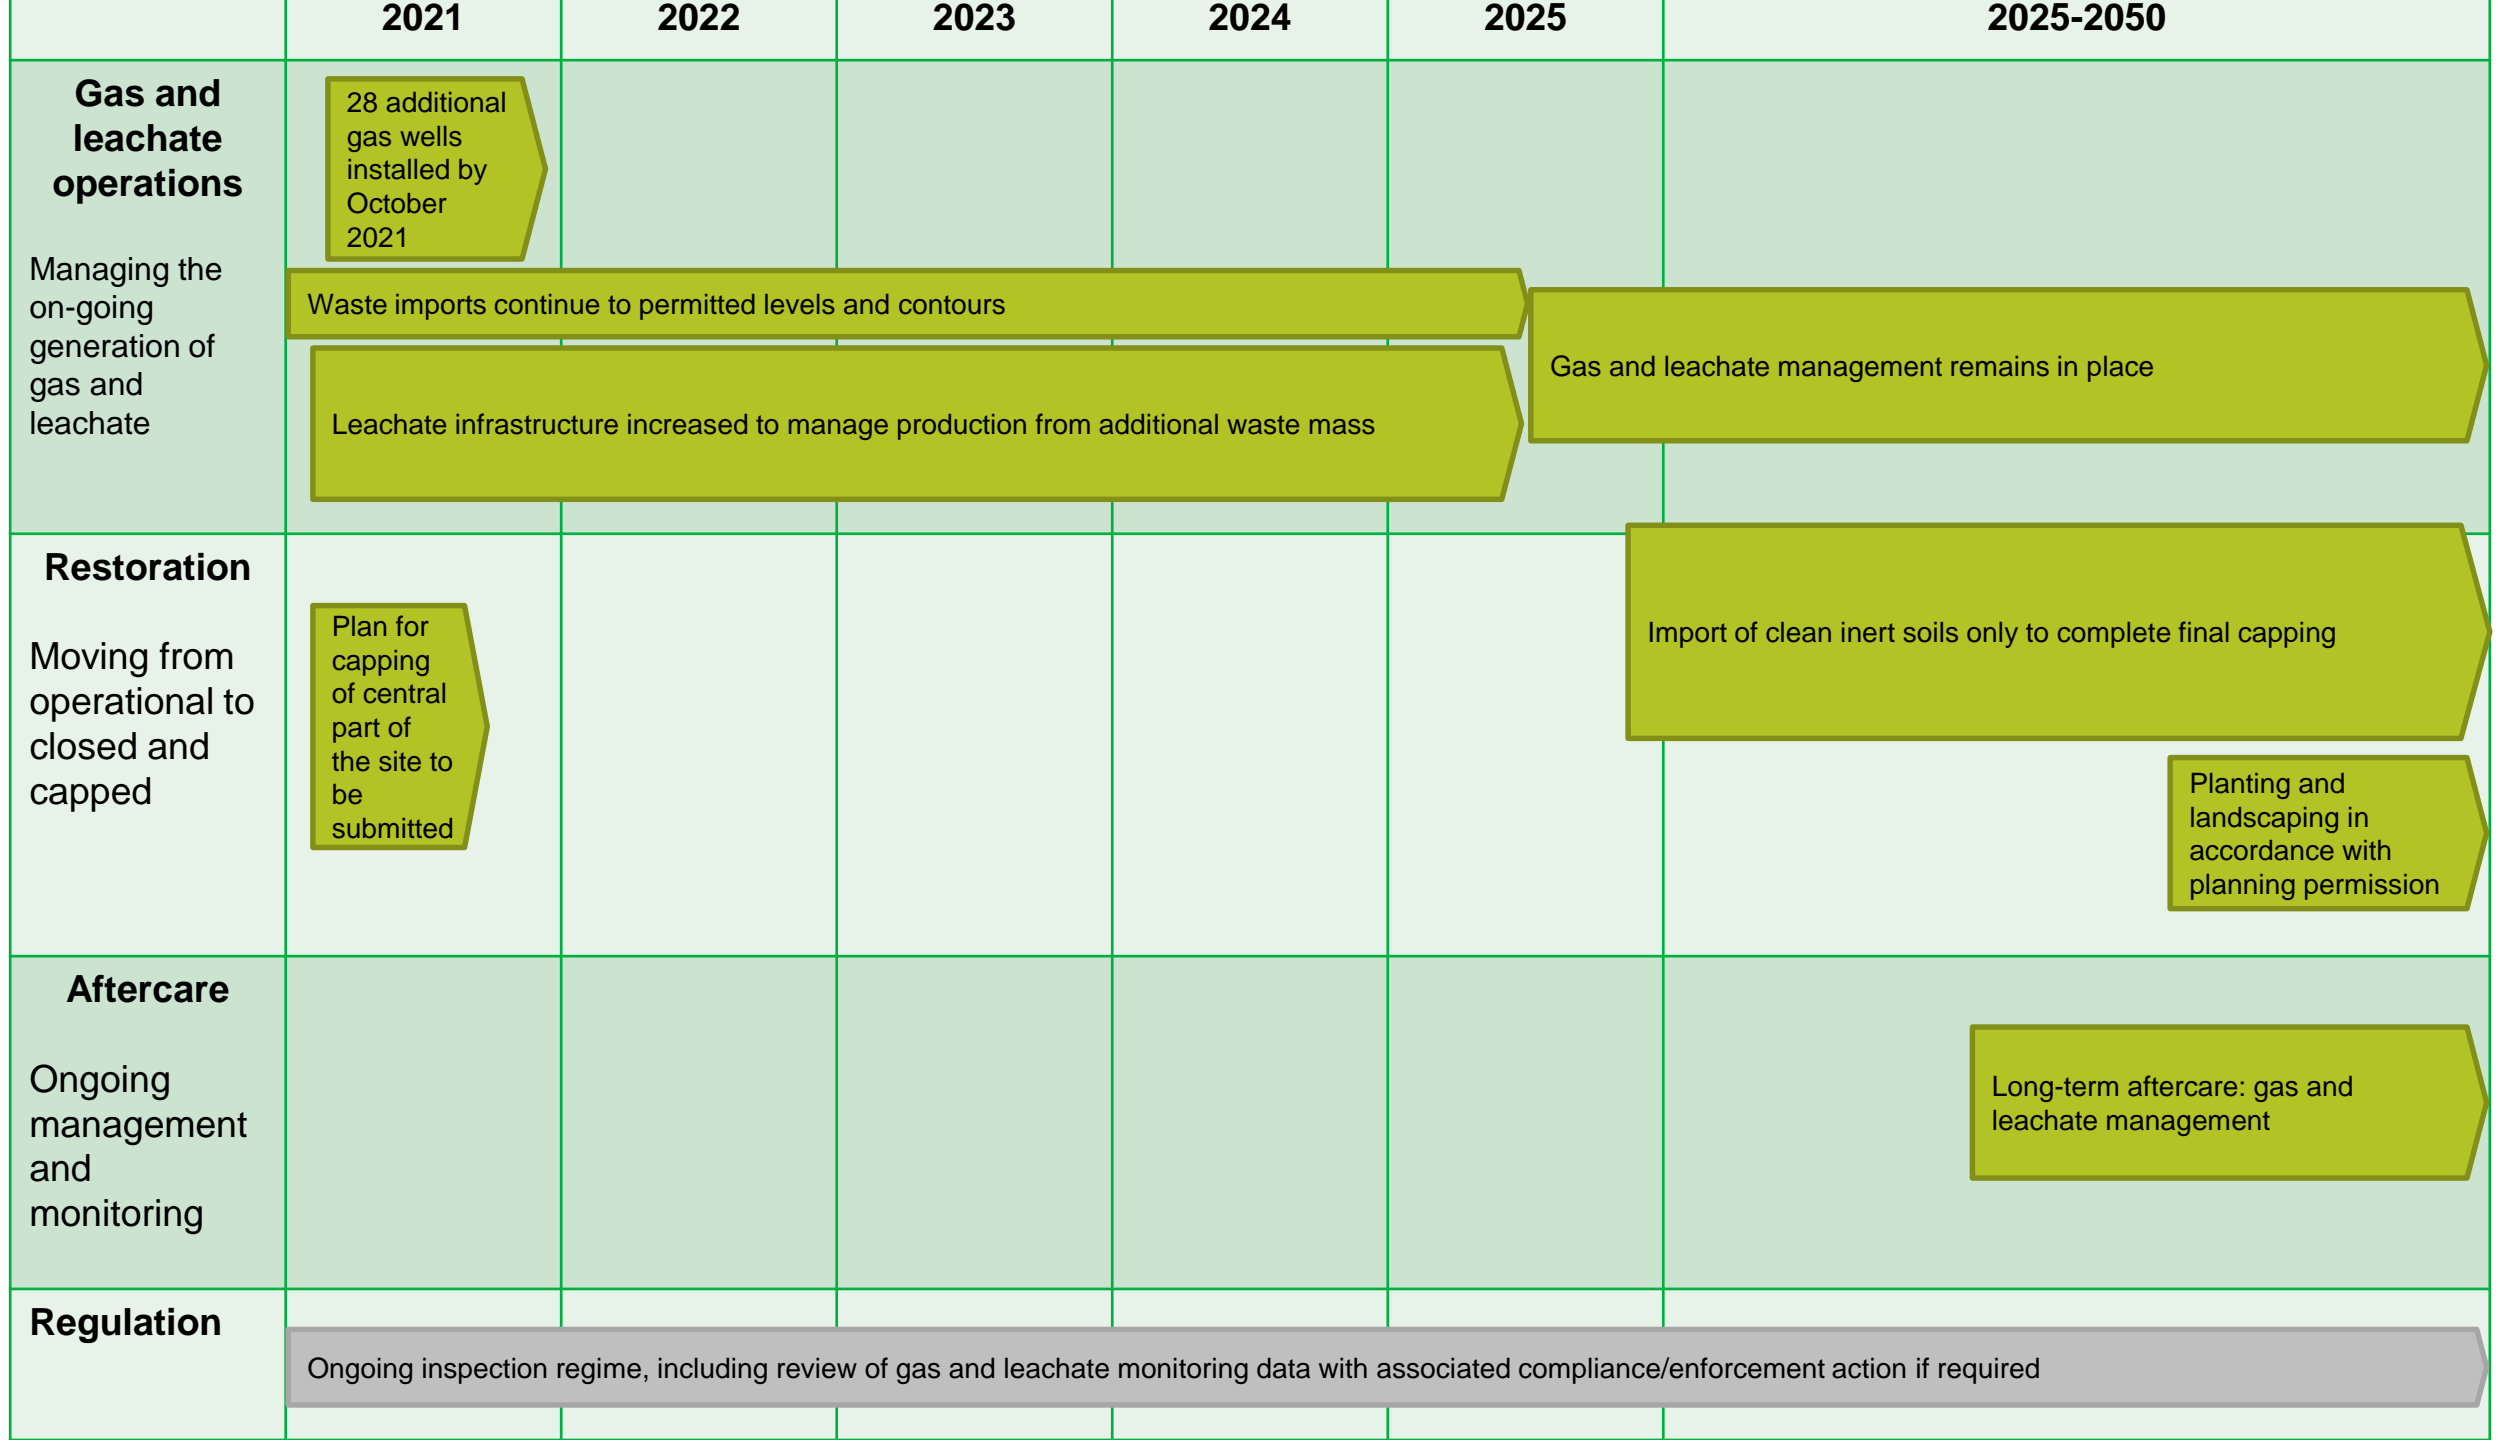 2021 2022 2023 2024 2025 2025-2050
Gas and
leachate
operations
Managing the
on-going
generation of
gas and
leachate
28 additional
gas wells
installed by
October
2021
Waste imports continue to permitted levels and contours
Leachate infrastructure increased to manage production from additional waste mass
Gas and leachate management remains in place
Restoration
Moving from
operational to
closed and
capped
Plan for
capping
of central
part of
the site to
be
submitted
Import of clean inert soils only to complete final capping
Planting and
landscaping in
accordance with
planning permission
Aftercare
Ongoing
management
and
monitoring
Long-term aftercare: gas and
leachate management
Regulation
Ongoing inspection regime, including review of gas and leachate monitoring data with associated compliance/enforcement action if required